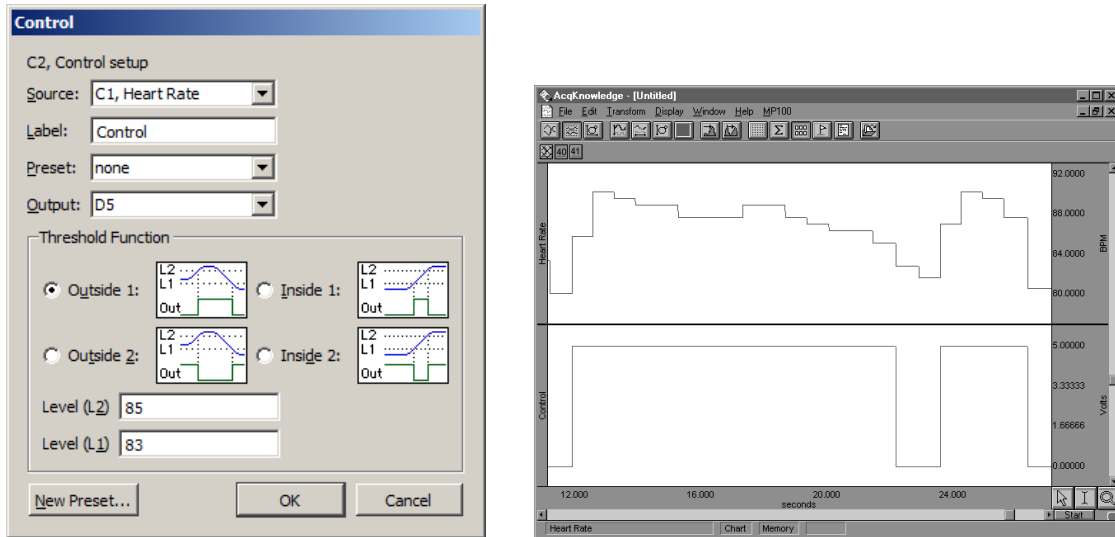 Control
C2, Control setup
Source: C1, Heart Rate
Label: Control
Preset: none
Output: D5
Threshold Function
Outside 1:
L2
L1
Out
Inside 1:
L2
L1
Out
Outside 2:
L2
L1
Out
Inside 2:
L2
L1
Out
Level (L2) 85
Level (L1) 83
New Preset... OK Cancel
AcqKnowledge - [Untitled]
File Edit Transform Display Window Help MP100
40 41
Heart Rate
92.0000
88.0000
84.0000
80.0000
BPM
Control
5.00000
3.33333
1.66666
0.00000
Volts
12.000 16.000 20.000 24.000
seconds
Start
Heart Rate Chart Memory